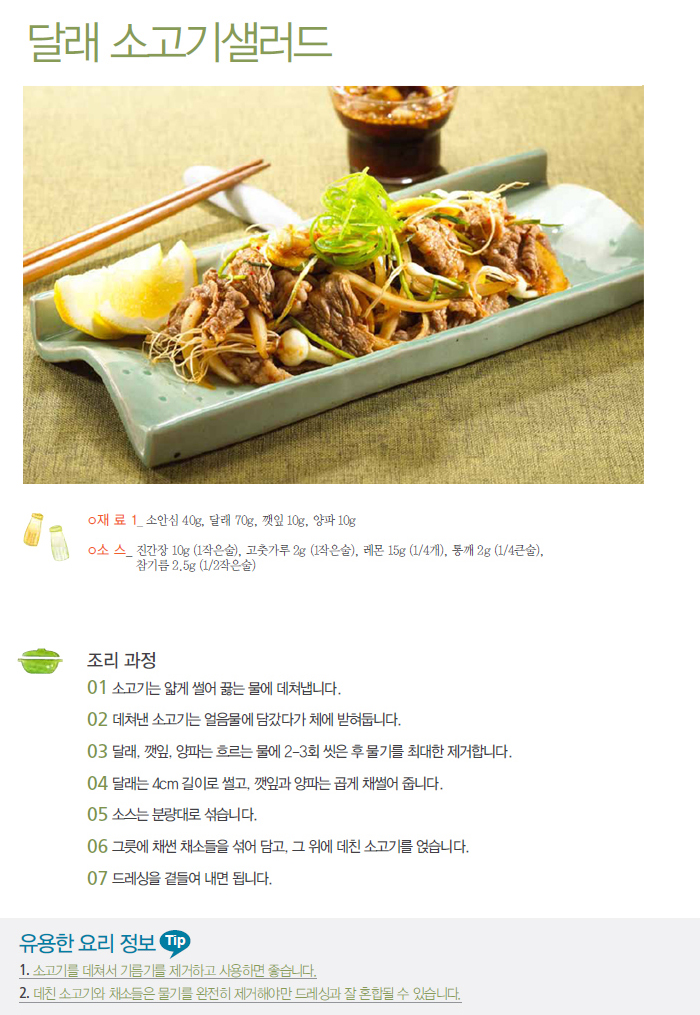 달래 소고기샐러드
재 료 1_ 소안심 40g, 달래 70g, 깻잎 10g, 양파 10g
소 스_ 진간장 10g (1작은술), 고춧가루 2g (1작은술), 레몬 15g (1/4개), 통깨 2g (1/4큰술),
참기름 2.5g (1/2작은술)
조리 과정
01 소고기는 얇게 썰어 끓는 물에 데쳐냅니다.
02 데쳐낸 소고기는 얼음물에 담갔다가 체에 받혀둡니다.
03 달래, 깻잎, 양파는 흐르는 물에 2-3회 씻은 후 물기를 최대한 제거합니다.
04 달래는 4cm 길이로 썰고, 깻잎과 양파는 곱게 채썰어 줍니다.
05 소스는 분량대로 섞습니다.
06 그릇에 채썬 채소들을 섞어 담고, 그 위에 데친 소고기를 얹습니다.
07 드레싱을 곁들여 내면 됩니다.
유용한 요리 정보 Tip
1. 소고기를 데쳐서 기름기를 제거하고 사용하면 좋습니다.
2. 데친 소고기와 채소들은 물기를 완전히 제거해야만 드레싱과 잘 혼합될 수 있습니다.